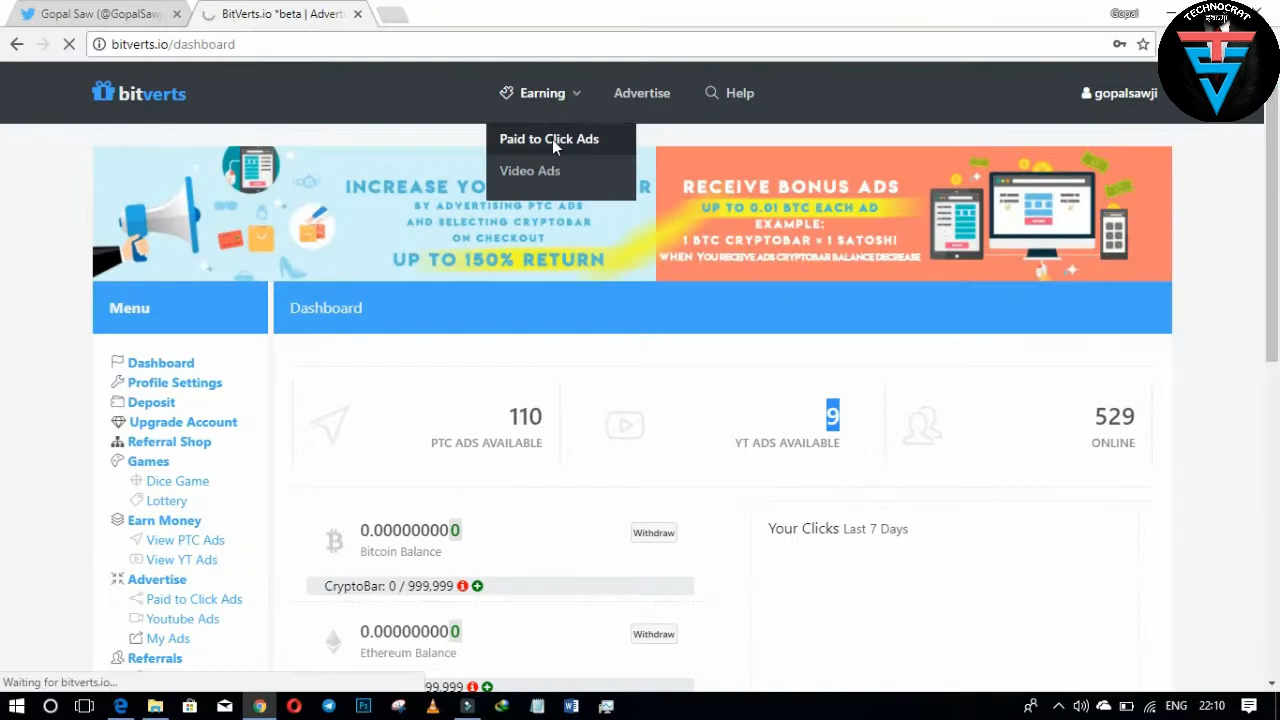 Gopal Saw (@GopalSaw
BitVerts.io *beta | Advert
Gopal
bitverts.io/dashboard
TECHNOCRAT
TS
bitverts
Earning
Advertise
Help
gopalsawji
Paid to Click Ads
Video Ads
INCREASE YO
R
BY ADVERTISING PTC ADS
AND SELECTING CRYPTOBAR
ON CHECKOUT
UP TO 150% RETURN
RECEIVE BONUS ADS
UP TO 0.01 BTC EACH AD
EXAMPLE:
1 BTC CRYPTOBAR = 1 SATOSHI
WHEN YOU RECEIVE ADS CRYPTOBAR BALANCE DECREASE
Menu
Dashboard
Profile Settings
Deposit
Upgrade Account
Referral Shop
Games
Dice Game
Lottery
Earn Money
View PTC Ads
View YT Ads
Advertise
Paid to Click Ads
Youtube Ads
My Ads
Referrals
Dashboard
110
PTC ADS AVAILABLE
9
YT ADS AVAILABLE
529
ONLINE
0.000000000
Withdraw
Bitcoin Balance
CryptoBar: 0 / 999,999
0.000000000
Withdraw
Ethereum Balance
999,999
Your Clicks Last 7 Days
Waiting for bitverts.io...
ENG
22:10